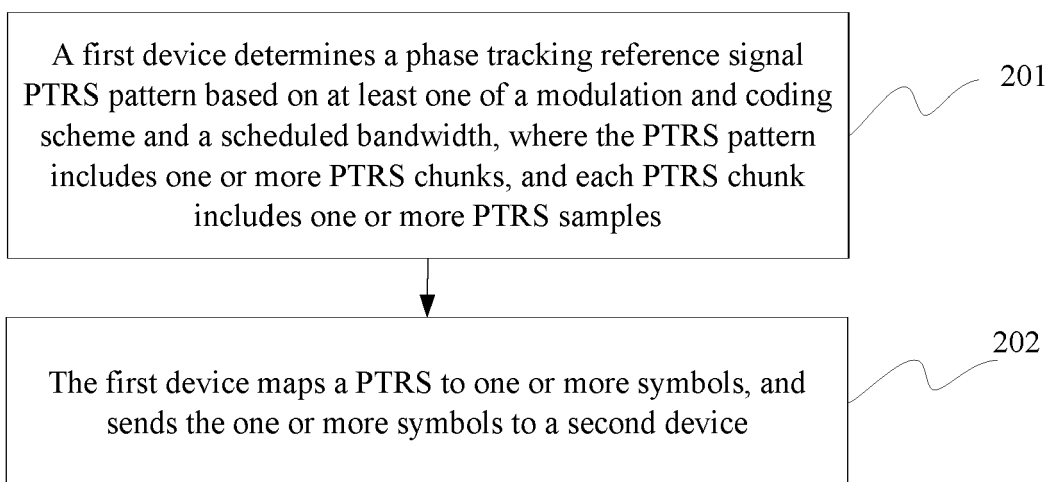 A first device determines a phase tracking reference signal
PTRS pattern based on at least one of a modulation and coding
scheme and a scheduled bandwidth, where the PTRS pattern
includes one or more PTRS chunks, and each PTRS chunk
includes one or more PTRS samples
201
The first device maps a PTRS to one or more symbols, and
sends the one or more symbols to a second device
202